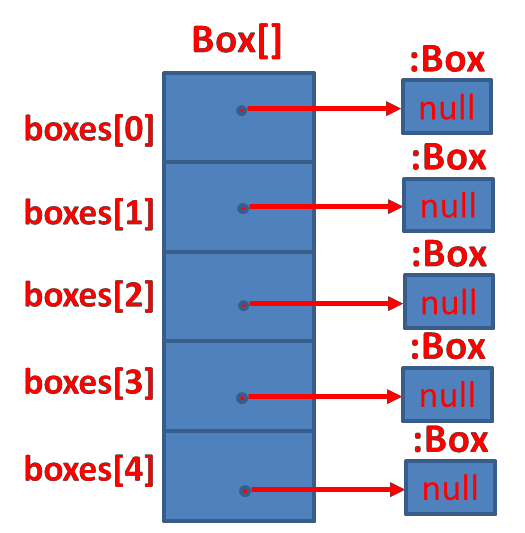 Box[]
:Box
boxes[0]
null
:Box
boxes[1]
null
:Box
boxes[2]
null
:Box
boxes[3]
null
:Box
boxes[4]
null